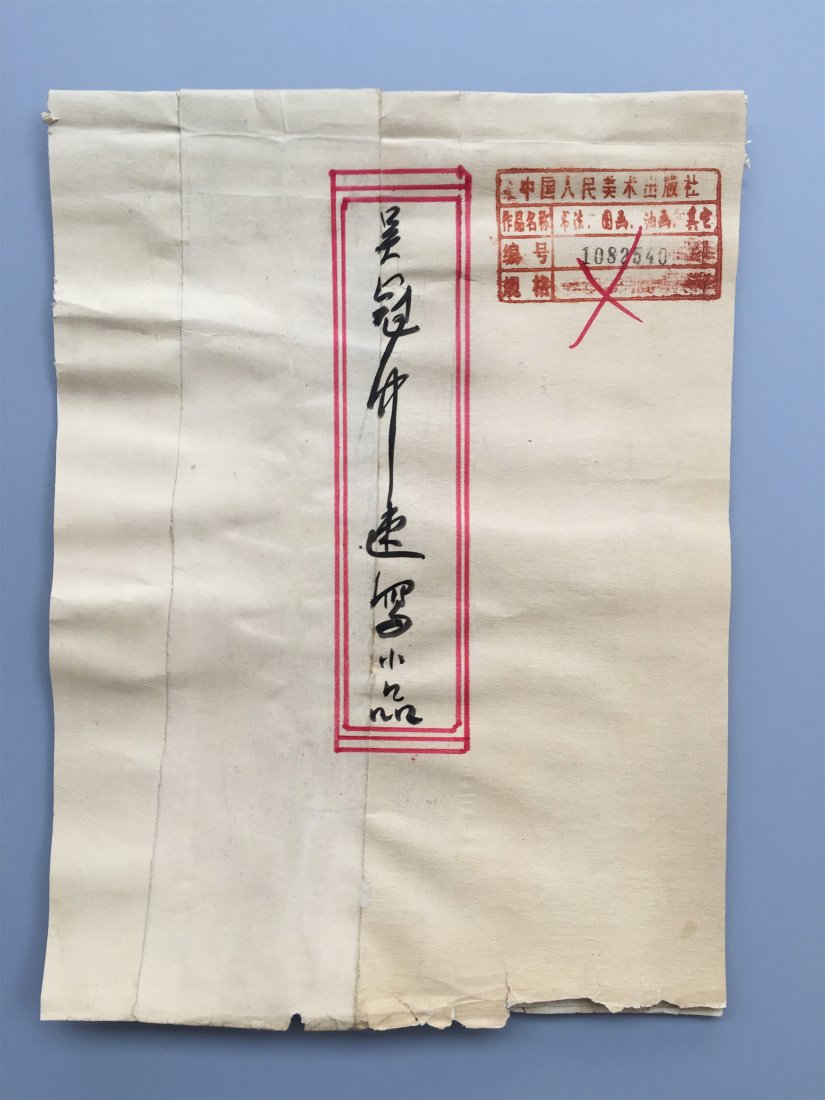 中国人民美术出版社
作品名称 书法、国画、油画、其它
编号 1082540
规格
吴冠中速写小品